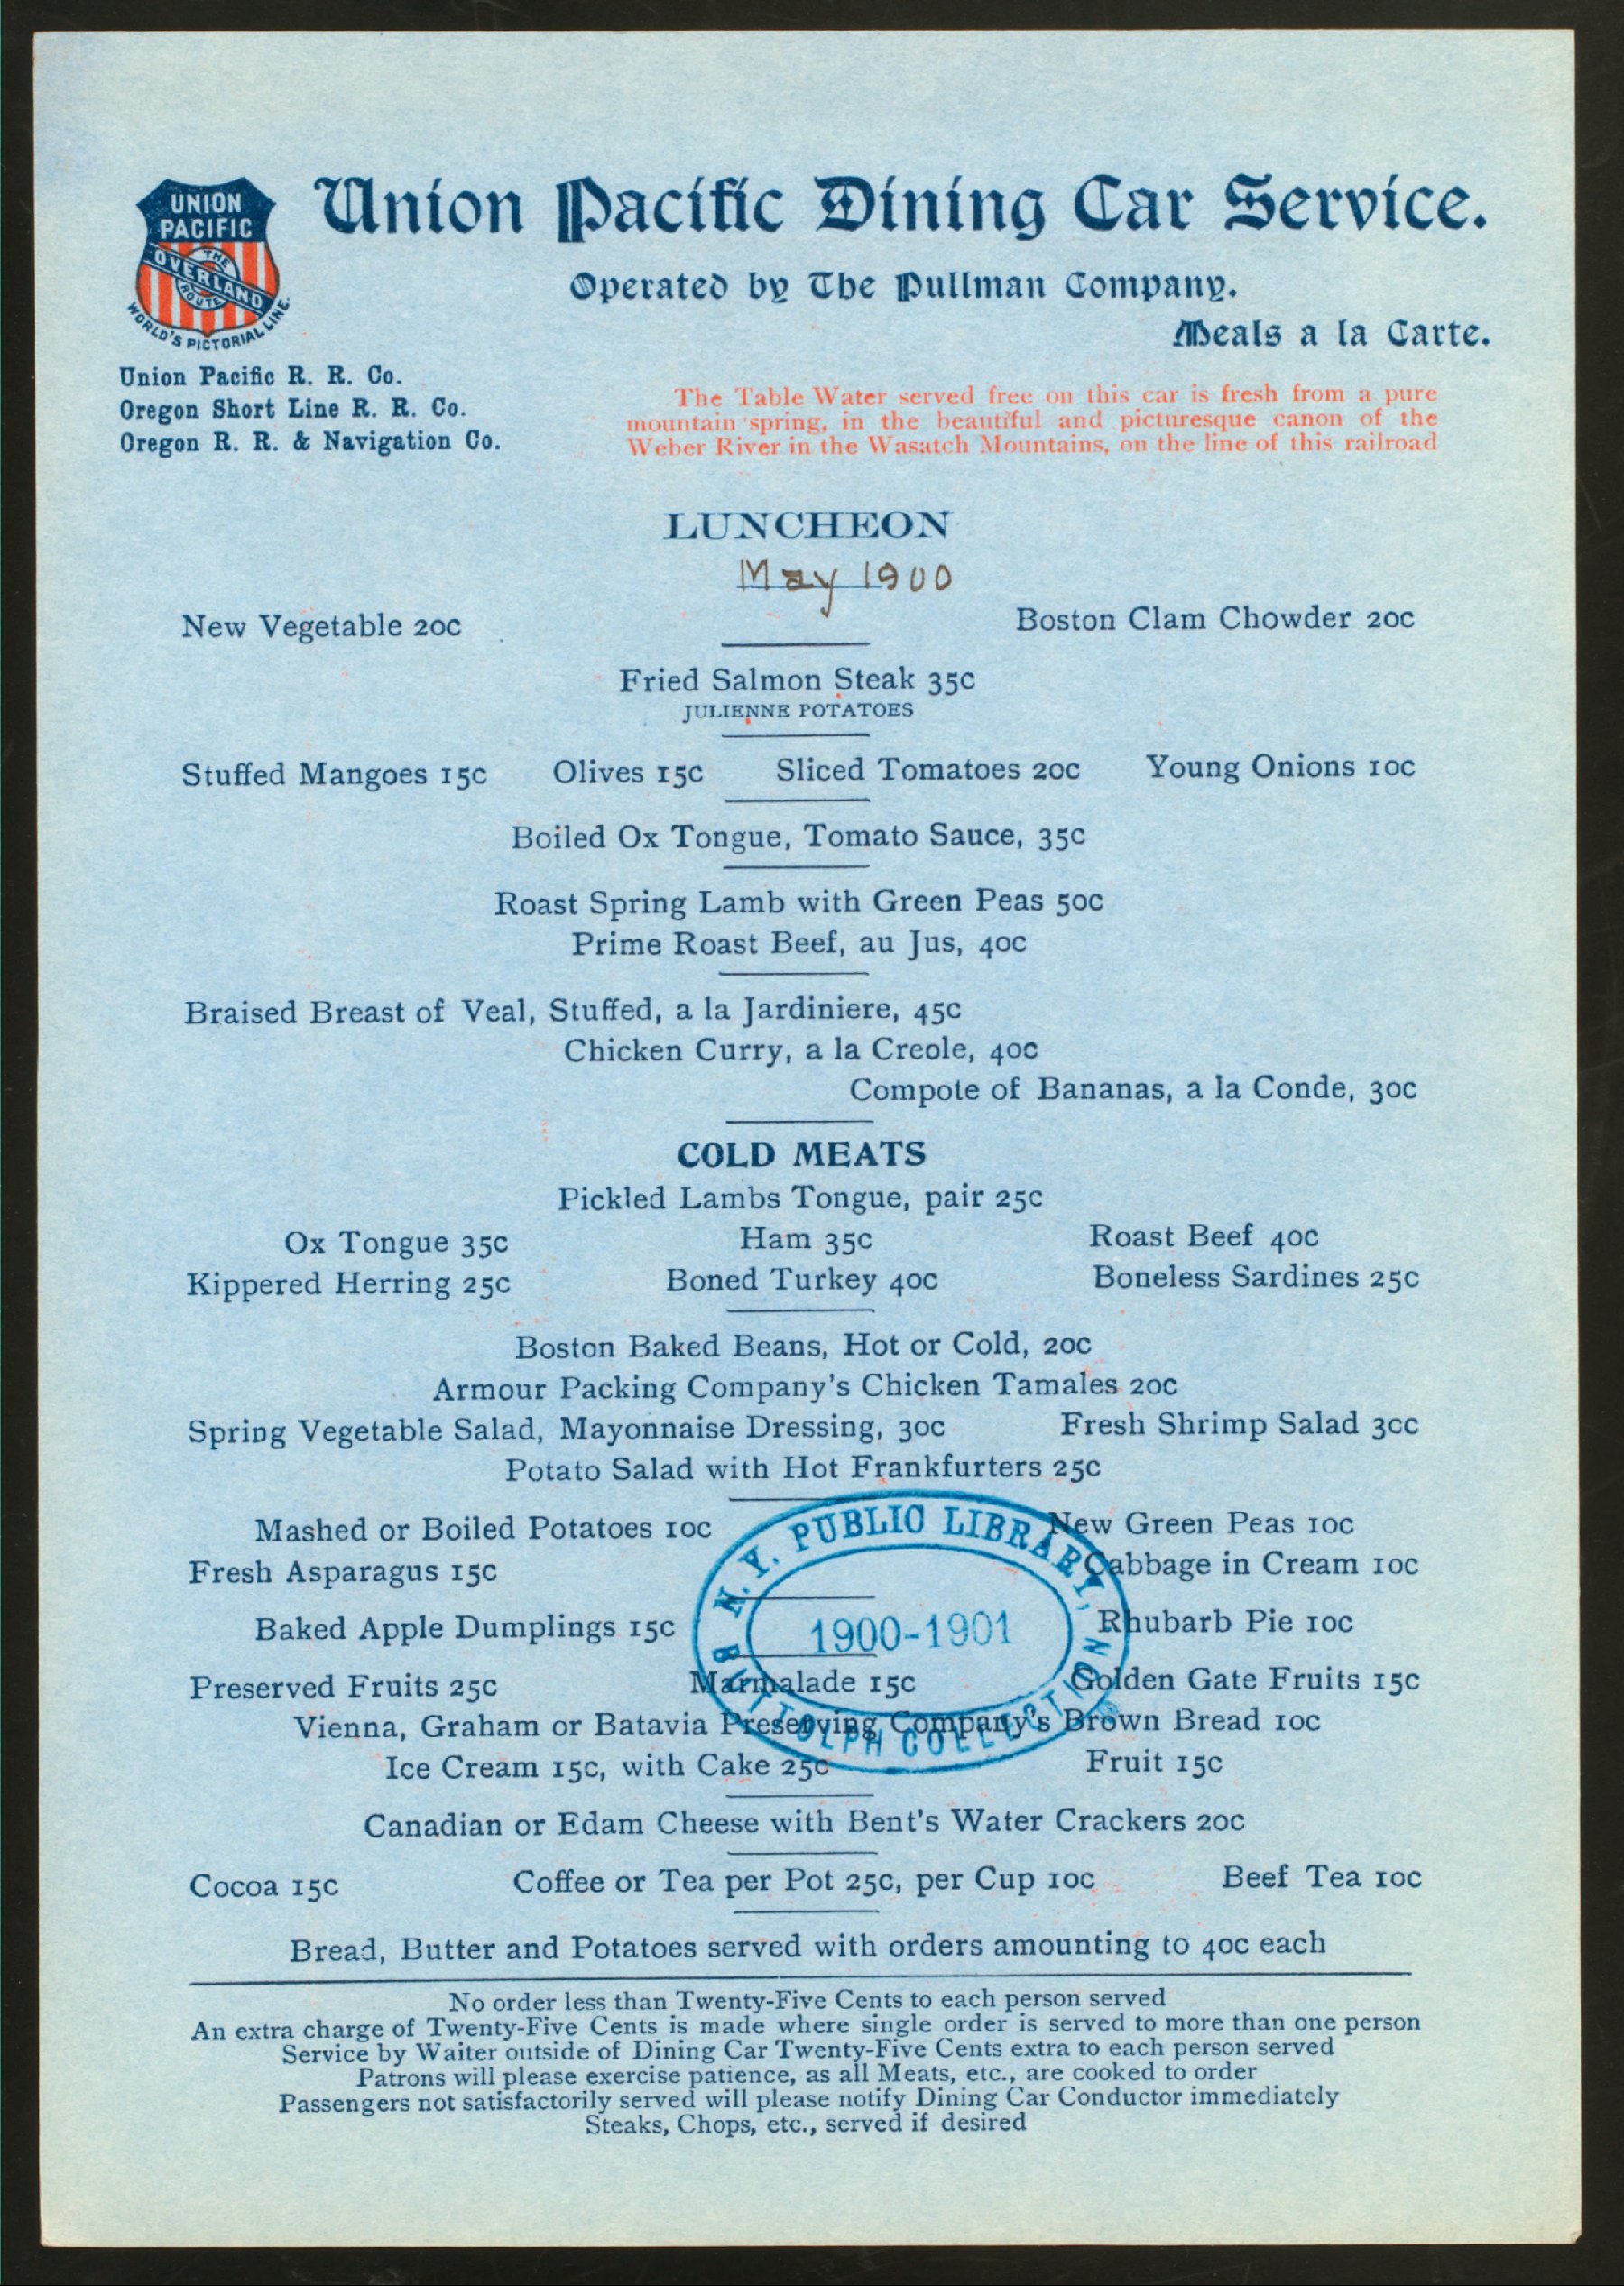 UNION
PACIFIC
THE
OVERLAND
ROUTE
WORLD'S PICTORIAL LINE.
Union Pacific Dining Car Service.
Operated by The Pullman Company.
Meals a la Carte.
Union Pacific R. R. Co.
Oregon Short Line R. R. Co.
Oregon R. R. & Navigation Co.
The Table Water served free on this car is fresh from a pure
mountain spring, in the beautiful and picturesque canon of the
Weber River in the Wasatch Mountains, on the line of this railroad
LUNCHEON
May 1900
New Vegetable 20c Boston Clam Chowder 20c
Fried Salmon Steak 35c
JULIENNE POTATOES
Stuffed Mangoes 15c Olives 15c Sliced Tomatoes 20c Young Onions 10c
Boiled Ox Tongue, Tomato Sauce, 35c
Roast Spring Lamb with Green Peas 50c
Prime Roast Beef, au Jus, 40c
Braised Breast of Veal, Stuffed, a la Jardiniere, 45c
Chicken Curry, a la Creole, 40c
Compote of Bananas, a la Conde, 30c
COLD MEATS
Pickled Lambs Tongue, pair 25c
Ox Tongue 35c Ham 35c Roast Beef 40c
Kippered Herring 25c Boned Turkey 40c Boneless Sardines 25c
Boston Baked Beans, Hot or Cold, 20c
Armour Packing Company's Chicken Tamales 20c
Spring Vegetable Salad, Mayonnaise Dressing, 30c Fresh Shrimp Salad 30c
Potato Salad with Hot Frankfurters 25c
Mashed or Boiled Potatoes 10c New Green Peas 10c
Fresh Asparagus 15c Cabbage in Cream 10c
Baked Apple Dumplings 15c Rhubarb Pie 10c
Preserved Fruits 25c Marmalade 15c Golden Gate Fruits 15c
Vienna, Graham or Batavia Preserving Company's Brown Bread 10c
Ice Cream 15c, with Cake 25c Fruit 15c
N. Y. PUBLIC LIBRARY,
1900-1901
BUTTOLPH COLLECTION
Canadian or Edam Cheese with Bent's Water Crackers 20c
Cocoa 15c Coffee or Tea per Pot 25c, per Cup 10c Beef Tea 10c
Bread, Butter and Potatoes served with orders amounting to 40c each
No order less than Twenty-Five Cents to each person served
An extra charge of Twenty-Five Cents is made where single order is served to more than one person
Service by Waiter outside of Dining Car Twenty-Five Cents extra to each person served
Patrons will please exercise patience, as all Meats, etc., are cooked to order
Passengers not satisfactorily served will please notify Dining Car Conductor immediately
Steaks, Chops, etc., served if desired